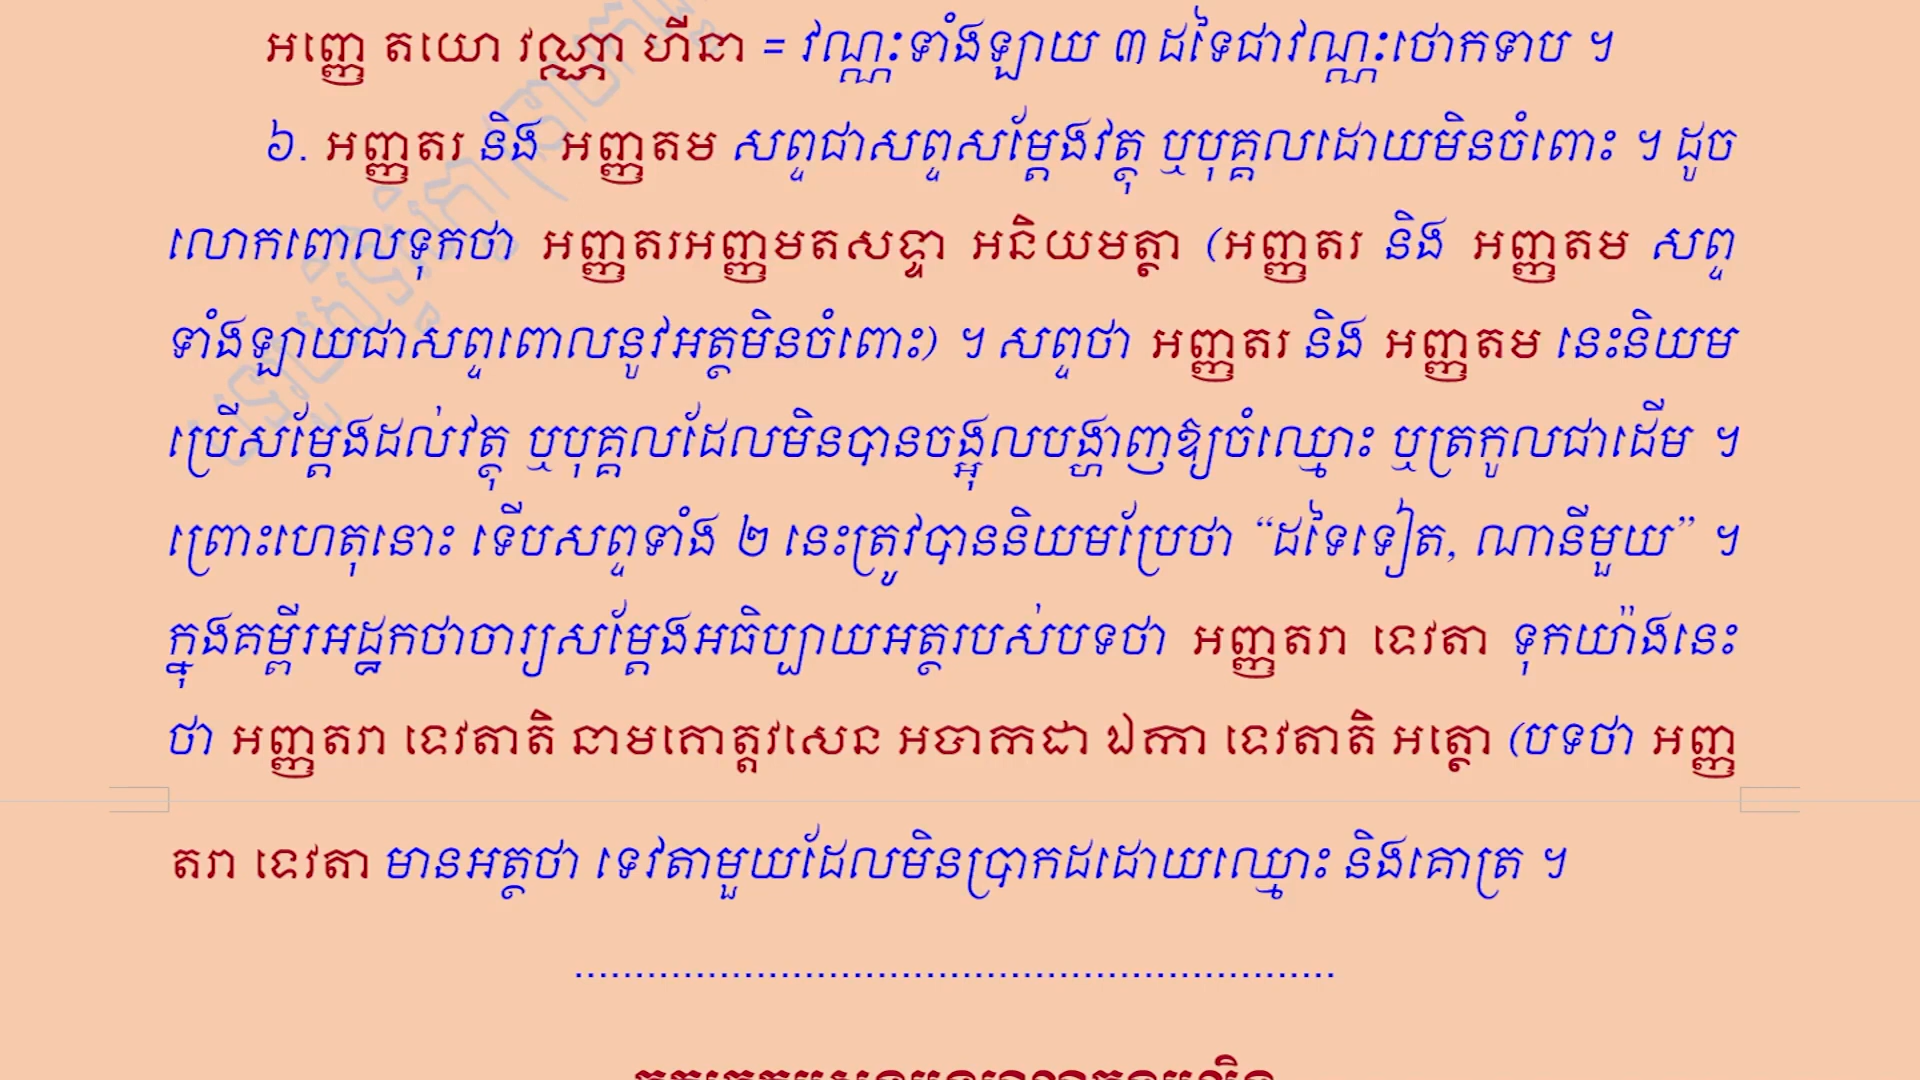 អញ្ញេ តយោ វណ្ណា ហីនា = វណ្ណៈទាំងឡាយ ៣ ដទៃជាវណ្ណៈថោកទាប ។
៦. អញ្ញតរ និង អញ្ញតម សព្ទជាសព្ទសម្ដែងវត្ថុ ឬបុគ្គលដោយមិនចំពោះ ។ ដូច
លោកពោលទុកថា អញ្ញតរអញ្ញមតសទ្ទា អនិយមត្ថា (អញ្ញតរ និង អញ្ញតម សព្ទ
ទាំងឡាយជាសព្ទពោលនូវអត្ថមិនចំពោះ) ។ សព្ទថា អញ្ញតរ និង អញ្ញតម នេះនិយម
ប្រើសម្ដែងដល់វត្ថុ ឬបុគ្គលដែលមិនបានចង្អុលបង្ហាញឱ្យចំឈ្មោះ ឬត្រកូលជាដើម ។
ព្រោះហេតុនោះ ទើបសព្ទទាំង ២ នេះត្រូវបាននិយមប្រែថា “ដទៃទៀត, ណានីមួយ” ។
ក្នុងគម្ពីរអដ្ឋកថាចារ្យសម្ដែងអធិប្បាយអត្ថរបស់បទថា អញ្ញតរា ទេវតា ទុកយ៉ាងនេះ
ថា អញ្ញតរា ទេវតាតិ នាមគោត្តវសេន អបាកដា ឯកា ទេវតាតិ អត្ថោ (បទថា អញ្ញ
តរា ទេវតា មានអត្ថថា ទេវតាមួយដែលមិនប្រាកដដោយឈ្មោះ និងគោត្រ ។
...............................................................